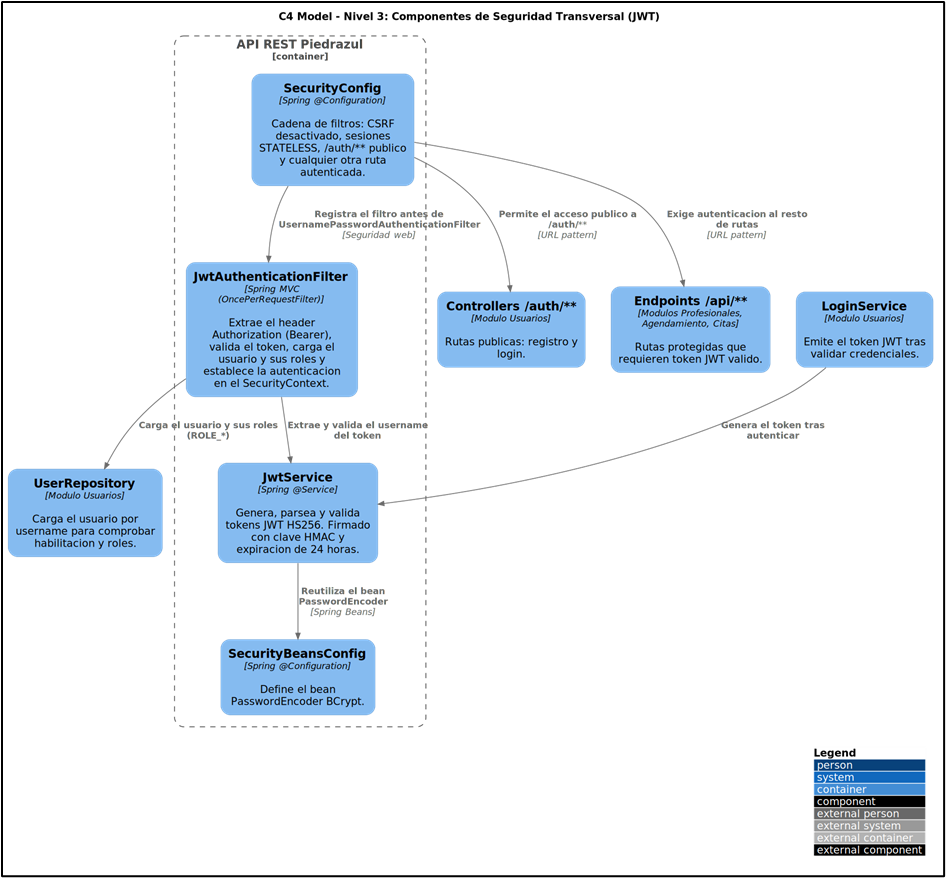 C4 Model - Nivel 3: Componentes de Seguridad Transversal (JWT)
API REST Piedrazul
[container]
SecurityConfig
[Spring @Configuration]
Cadena de filtros: CSRF
desactivado, sesiones
STATELESS, /auth/** publico
y cualquier otra ruta
autenticada.
Registra el filtro antes de
UsernamePasswordAuthenticationFilter
[Seguridad web]
Permite el acceso publico a
/auth/**
[URL pattern]
Exige autenticacion al resto
de rutas
[URL pattern]
JwtAuthenticationFilter
[Spring MVC
(OncePerRequestFilter)]
Extrae el header
Authorization (Bearer),
valida el token, carga el
usuario y sus roles y
establece la autenticacion
en el SecurityContext.
Controllers /auth/**
[Modulo Usuarios]
Rutas publicas: registro y
login.
Endpoints /api/**
[Modulos Profesionales,
Agendamiento, Citas]
Rutas protegidas que
requieren token JWT valido.
LoginService
[Modulo Usuarios]
Emite el token JWT tras
validar credenciales.
Carga el usuario y sus roles
(ROLE_*)
Extrae y valida el username
del token
Genera el token tras
autenticar
UserRepository
[Modulo Usuarios]
Carga el usuario por
username para comprobar
habilitacion y roles.
JwtService
[Spring @Service]
Genera, parsea y valida
tokens JWT HS256. Firmado
con clave HMAC y
expiracion de 24 horas.
Reutiliza el bean
PasswordEncoder
[Spring Beans]
SecurityBeansConfig
[Spring @Configuration]
Define el bean
PasswordEncoder BCrypt.
Legend
person
system
container
component
external person
external system
external container
external component